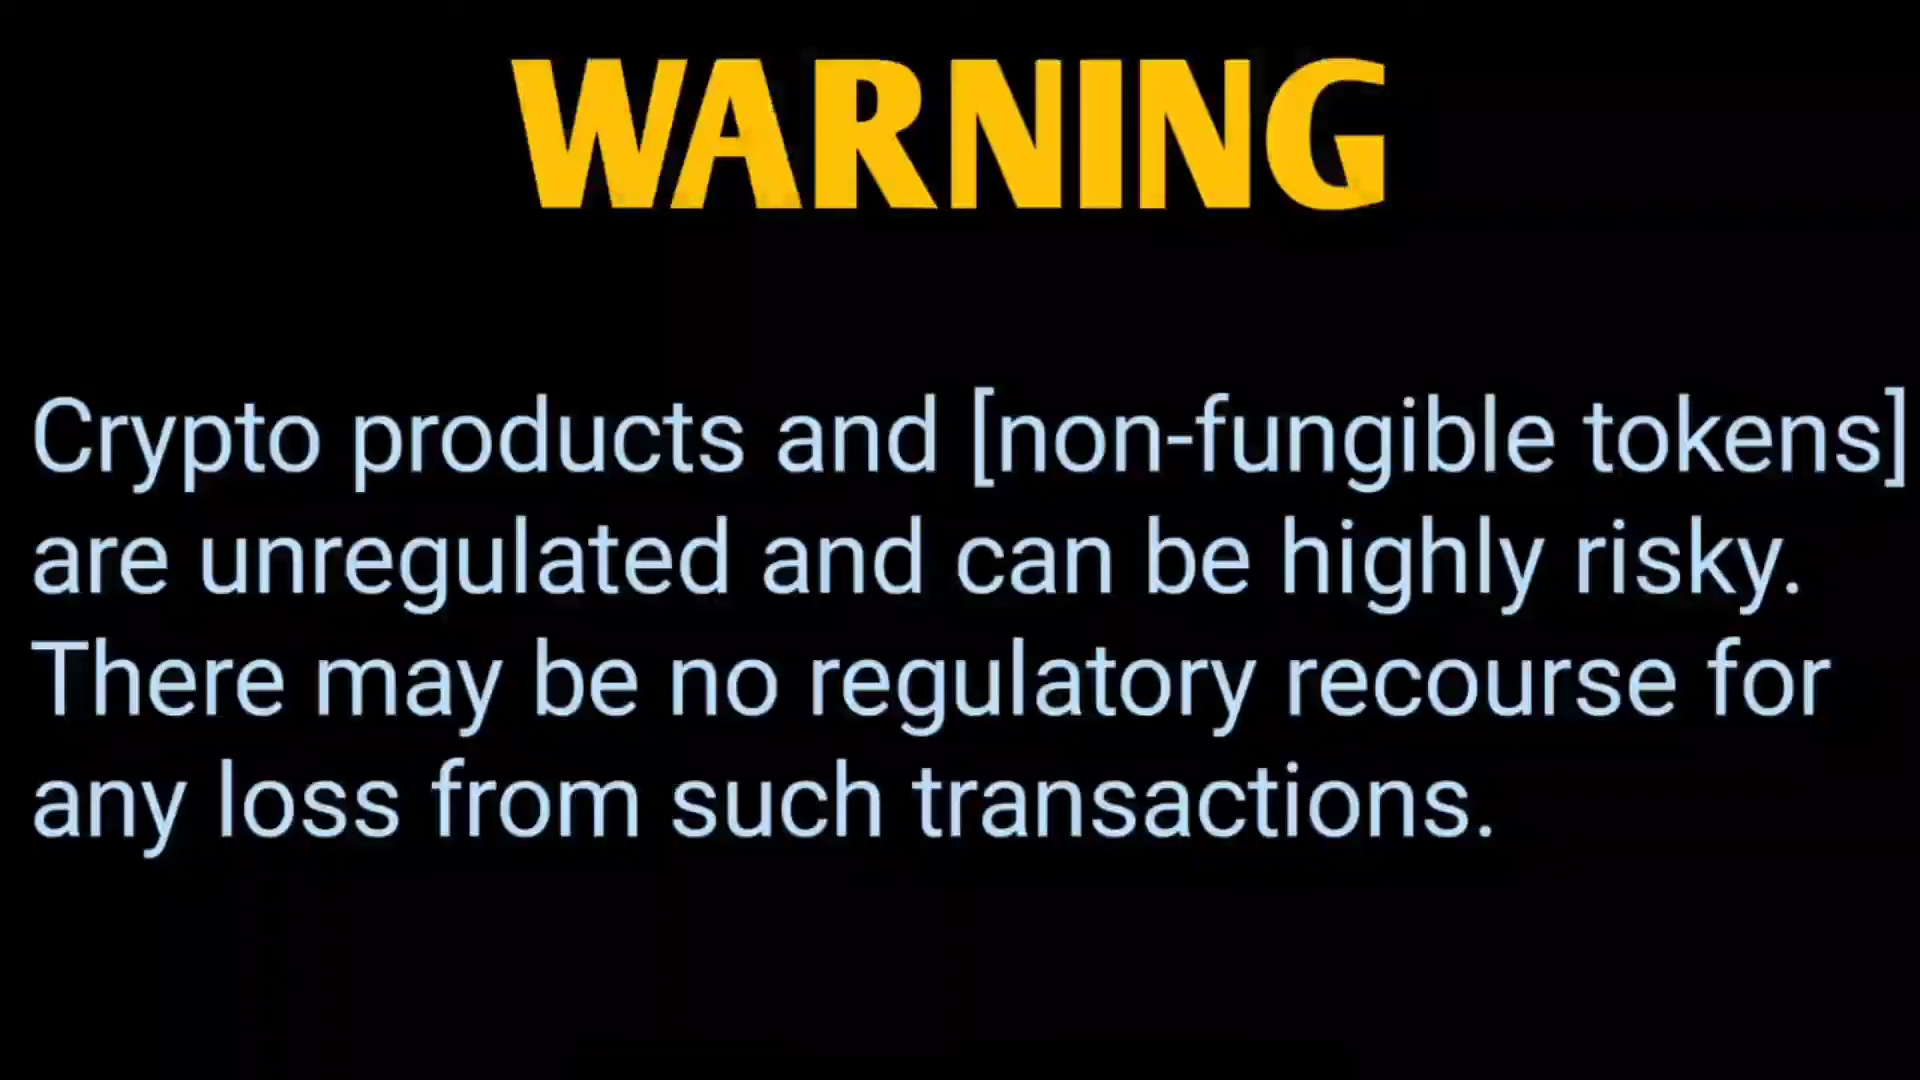 WARNING
Crypto products and [non-fungible tokens]
are unregulated and can be highly risky.
There may be no regulatory recourse for
any loss from such transactions.